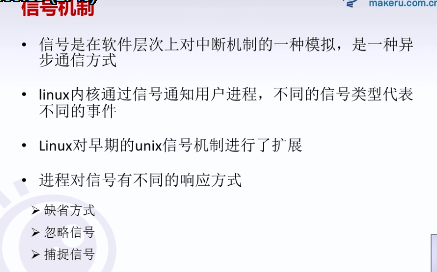 信号机制
makeru.com.cn
• 信号是在软件层次上对中断机制的一种模拟，是一种异
步通信方式
• linux内核通过信号通知用户进程，不同的信号类型代表
不同的事件
• Linux对早期的unix信号机制进行了扩展
• 进程对信号有不同的响应方式
➢ 缺省方式
➢ 忽略信号
➢ 捕捉信号